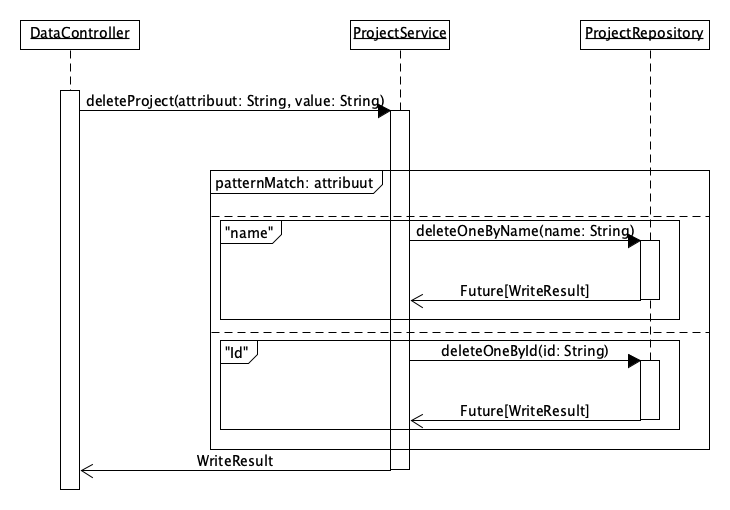 DataController
ProjectService
ProjectRepository
deleteProject(attribuut: String, value: String)
patternMatch: attribuut
"name"
deleteOneByName(name: String)
Future[WriteResult]
"Id"
deleteOneById(id: String)
Future[WriteResult]
WriteResult